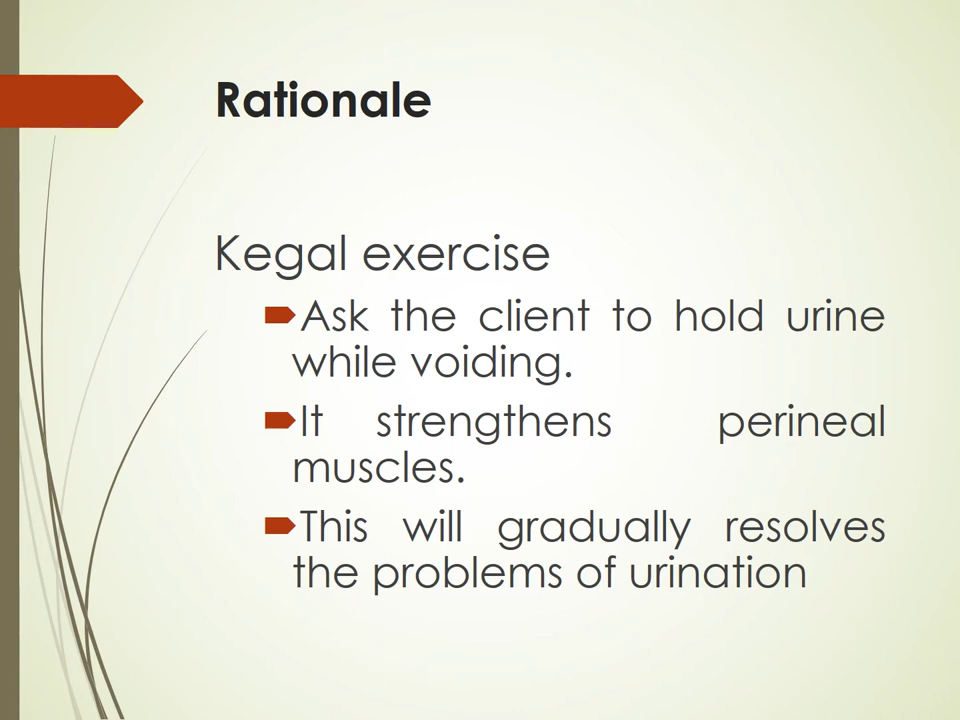 Rationale
Kegal exercise
Ask the client to hold urine
while voiding.
It strengthens perineal
muscles.
This will gradually resolves
the problems of urination